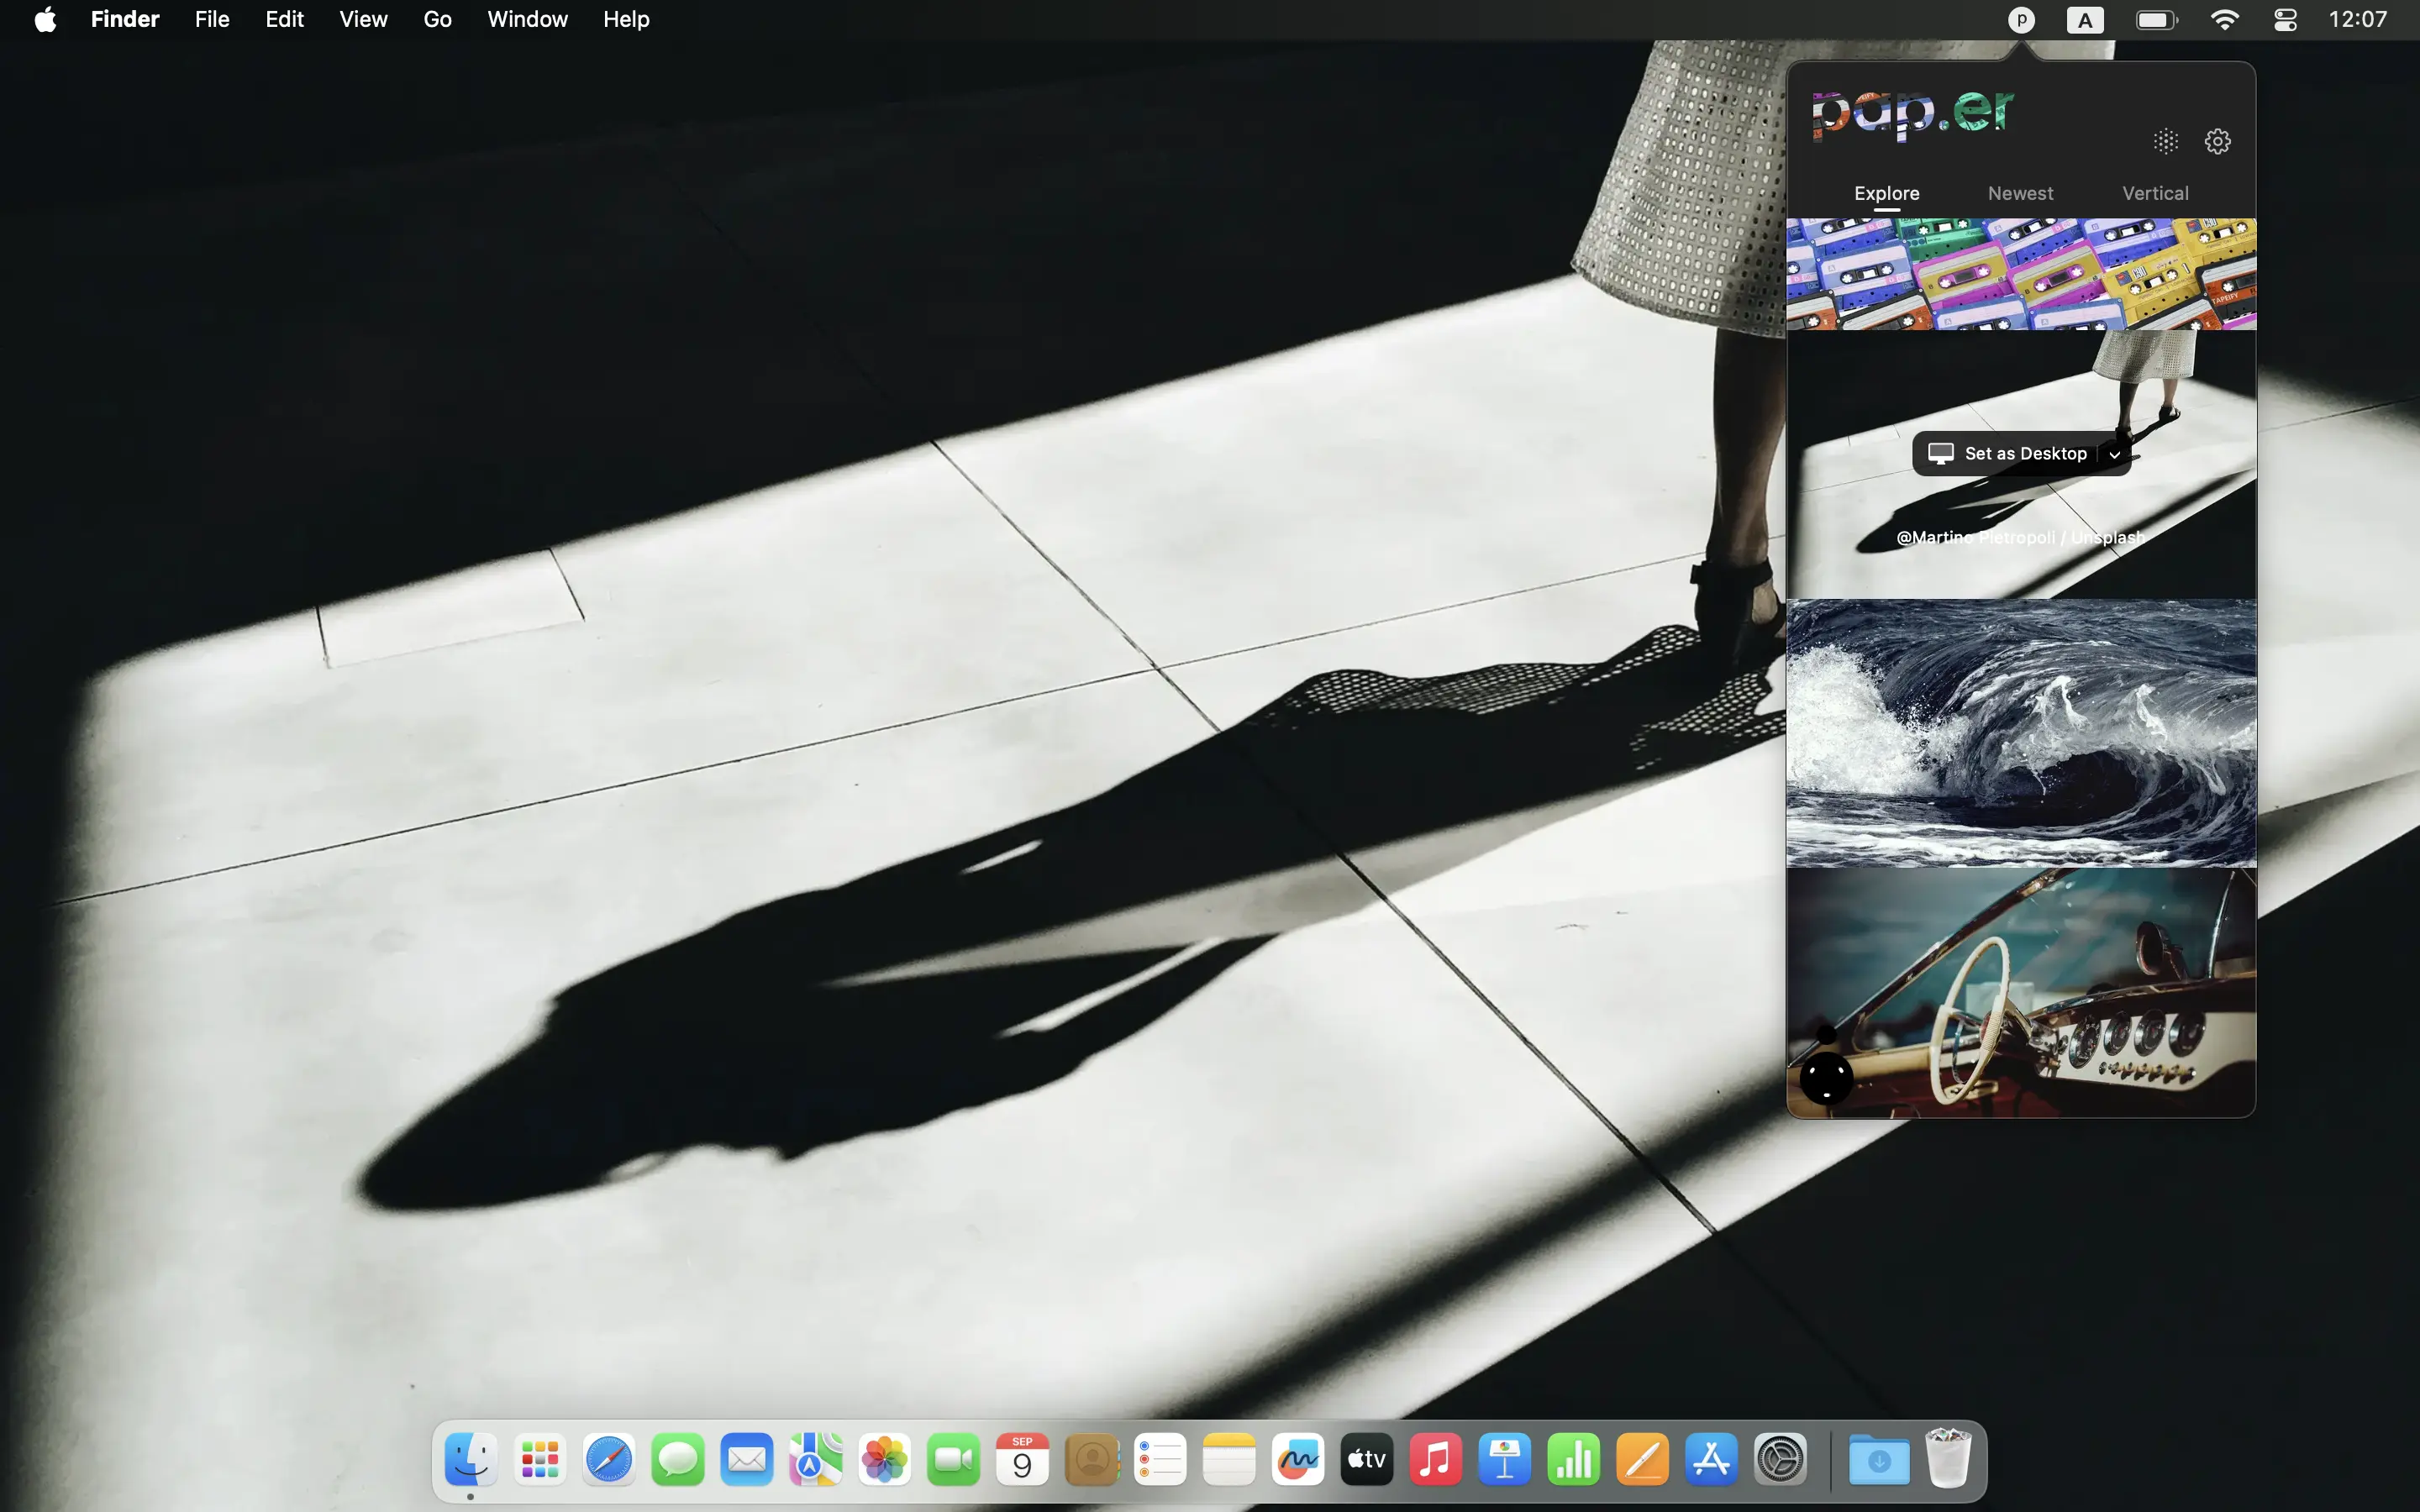 Finder File Edit View Go Window Help
p A 12:07
pap.er
Explore Newest Vertical
Set as Desktop
@Martino Pietropoli / Unsplash
SEP
9
tv